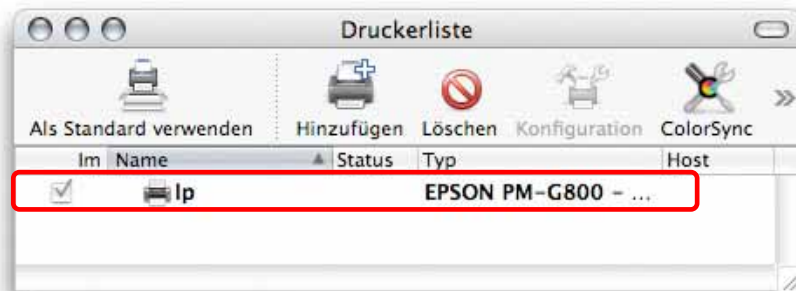 Druckerliste
Als Standard verwenden Hinzufügen Löschen Konfiguration ColorSync
Im Name Status Typ Host
lp EPSON PM-G800 - ...